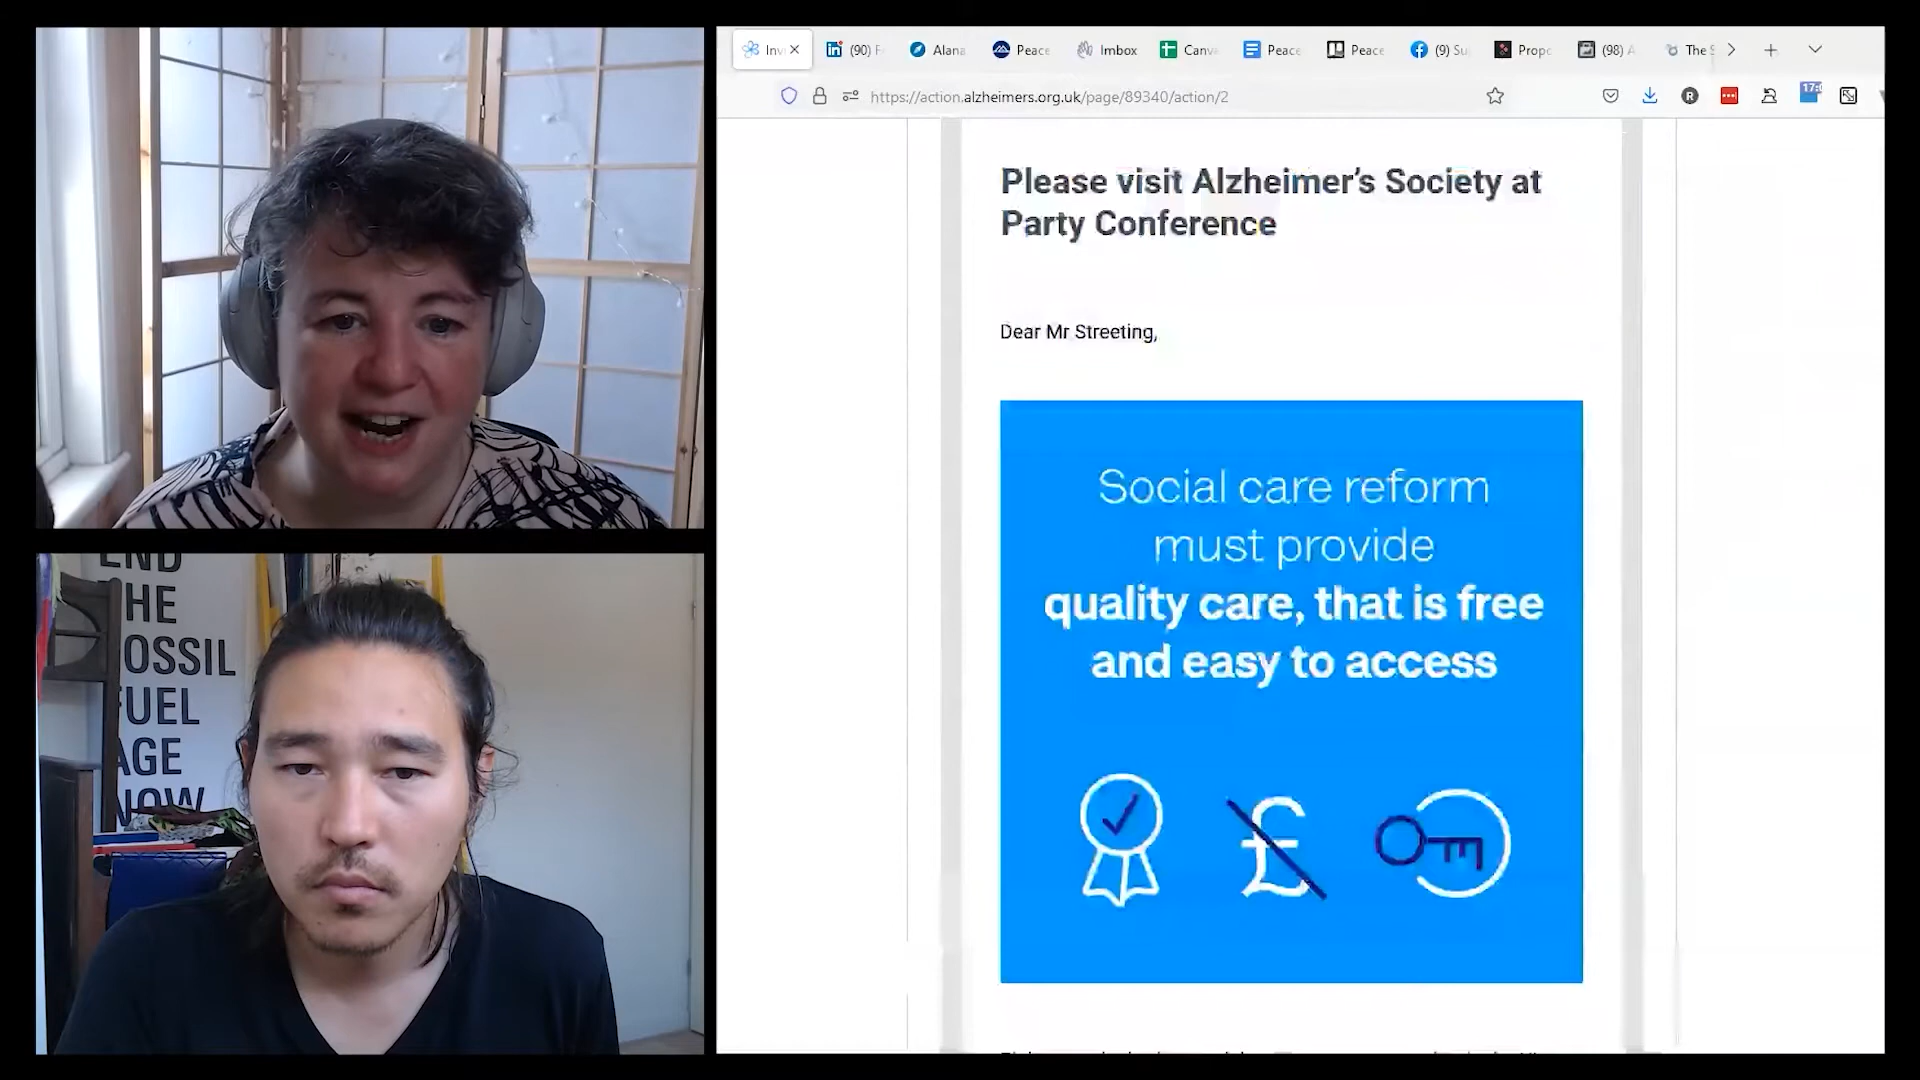 Inv
(90) F
Alana
Peace
Imbox
Canv
Peace
Peace
(9) Su
Prop
(98) A
The S
https://action.alzheimers.org.uk/page/89340/action/2
17:0
Please visit Alzheimer's Society at
Party Conference
Dear Mr Streeting,
Social care reform
must provide
quality care, that is free
and easy to access
£
END
THE
FOSSIL
FUEL
AGE
NOW